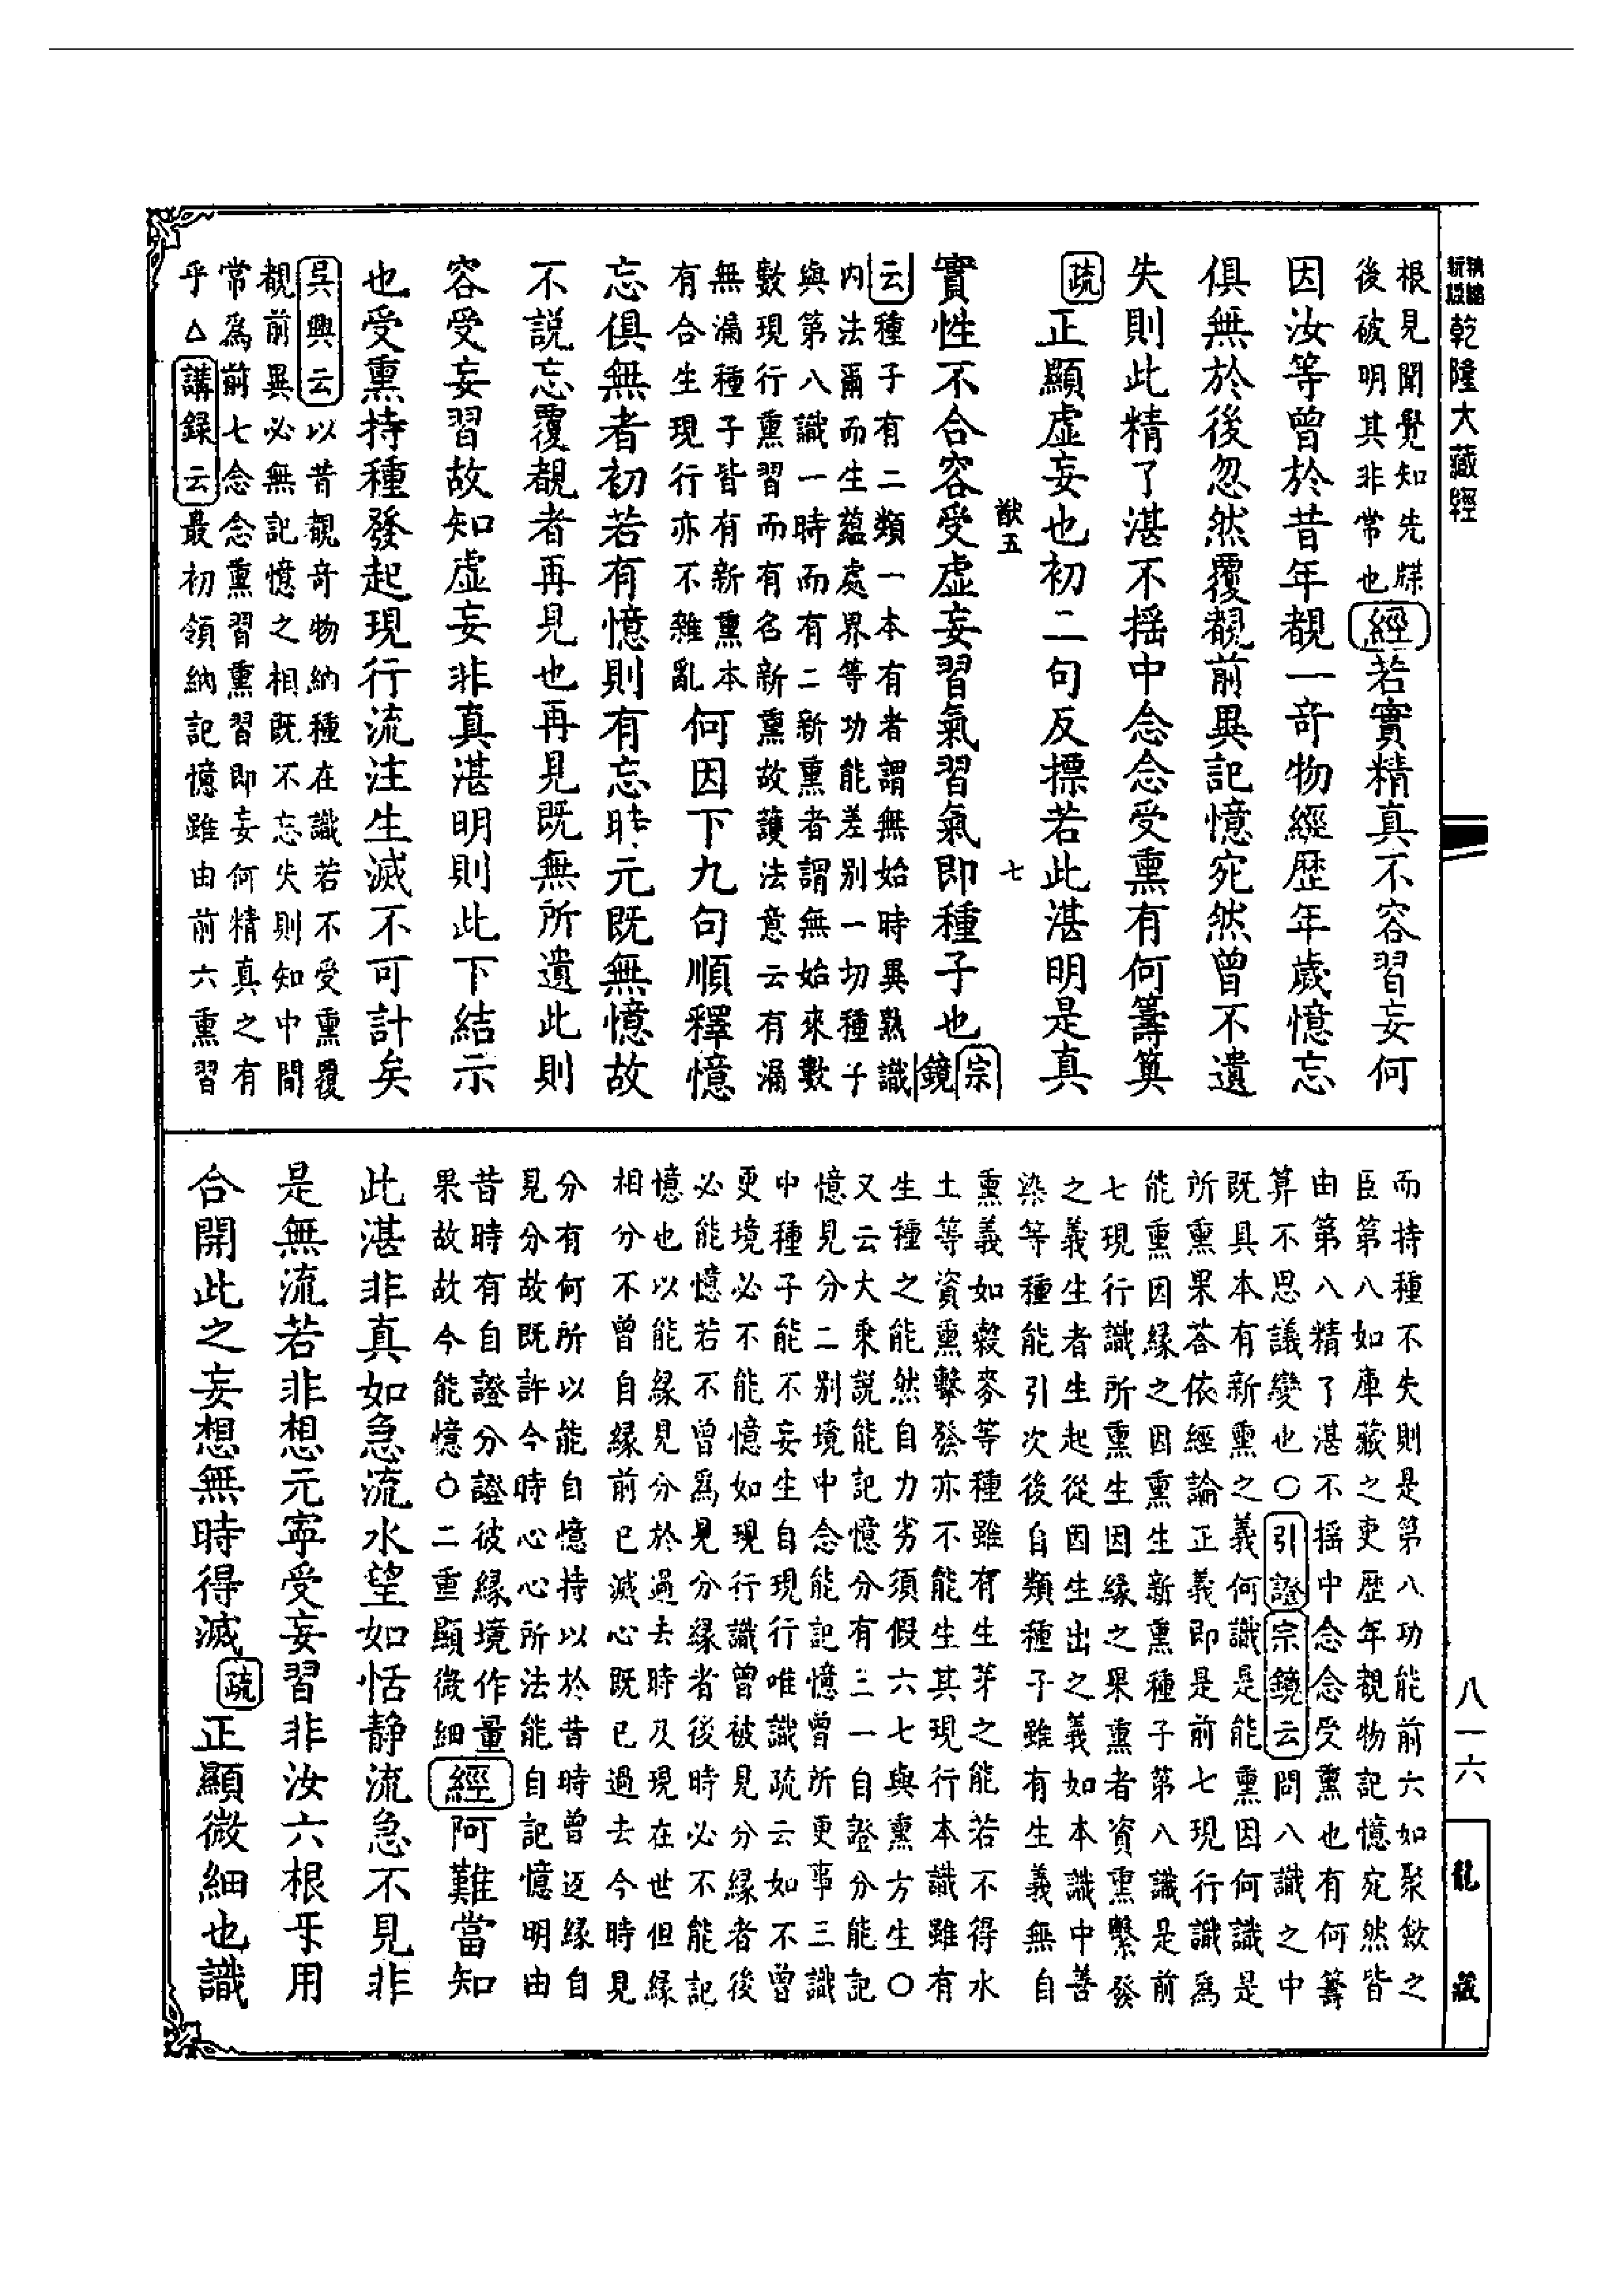 新編縮版
乾隆大藏經
根見聞覺知先牒
後破明其非常也
經若實精真不容習妄何
因汝等曾於昔年覩一奇物經歷年歲憶忘
俱無於後忽然覆覩前異記憶宛然曾不遺
失則此精了湛不搖中念念受熏有何籌算
疏正顯虛妄也初二句反標若此湛明是真
猷五　七
實性不合容受虛妄習氣習氣即種子也宗
鏡
云種子有二類一本有者謂無始時異熟識
內法爾而生蘊處界等功能差別一切種子
與第八識一時而有二新熏者謂無始來數
數現行熏習而有名新熏故護法意云有漏
無漏種子皆有新熏本
有合生現行亦不雜亂
何因下九句順釋憶
忘俱無者初若有憶則有忘時元既無憶故
不說忘覆覩者再見也再見既無所遺此則
容受妄習故知虛妄非真湛明則此下結示
也受熏持種發起現行流注生滅不可計矣
吳興云以昔覩奇物納種在識若不受熏覆
覩前異必無記憶之相既不忘失則知中間
常為前七念念熏習熏習即妄何精真之有
乎△講錄云最初領納記憶雖由前六熏習
而持種不失則是第八功能前六如聚斂之
臣第八如庫藏之吏歷年覩物記憶宛然皆
由第八精了湛不搖中念念受熏也有何籌
算不思議變也○引證宗鏡云問八識之中
既具本有新熏之義何識是能熏因何識是
所熏果荅依經論正義即是前七現行識為
能熏因緣之因熏生新熏種子第八識是前
七現行識所熏生因緣之果熏者資熏繫發
之義生者生起從因生出之義如本識中善
染等種能引次後自類種子雖有生義無自
熏義如穀麥等種雖有生芽之能若不得水
土等資熏擊發亦不能生其現行本識雖有
生種之能然自力劣須假六七與熏方生○
又云大乘說能記憶分有三一自證分能記
憶見分二別境中念能記憶曾所更事三識
中種子能不妄生自現行唯識疏云如不曾
更境必不能憶如現行識曾被見分緣者後
必能憶若不曾為見分緣者後時必不能記
憶也以能緣見分於過去時及現在世但緣
相分不曾自緣前已滅心既已過去今時見
分有何所以能自憶持以於昔時曾返緣自
見分故既許今時心心所法能自記憶明由
昔時有自證分證彼緣境作量
果故故今能憶○二重顯微細
經阿難當知
此湛非真如急流水望如恬靜流急不見非
是無流若非想元寧受妄習非汝六根互用
合開此之妄想無時得滅疏正顯微細也識
八一六
龍藏